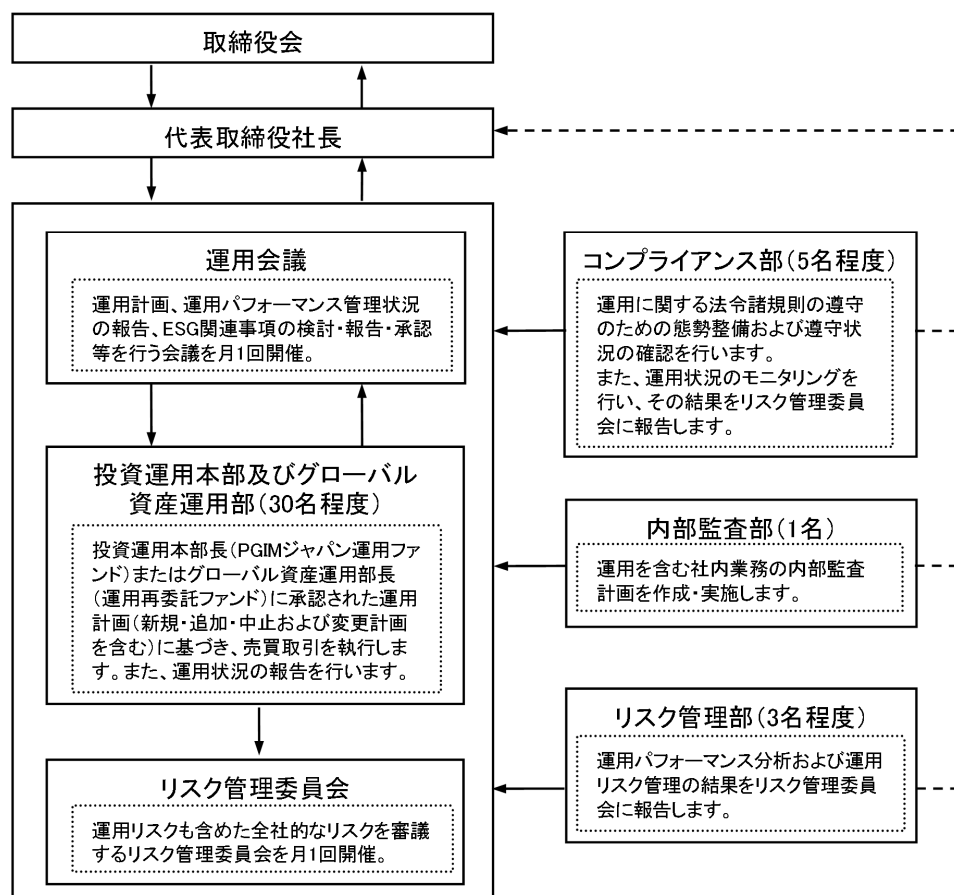 取締役会
代表取締役社長
運用会議
運用計画、運用パフォーマンス管理状況
の報告、ESG関連事項の検討・報告・承認
等を行う会議を月1回開催。
投資運用本部及びグローバル
資産運用部(30名程度)
投資運用本部長(PGIMジャパン運用ファ
ンド)またはグローバル資産運用部長
(運用再委託ファンド)に承認された運用
計画(新規・追加・中止および変更計画
を含む)に基づき、売買取引を執行しま
す。また、運用状況の報告を行います。
リスク管理委員会
運用リスクも含めた全社的なリスクを審議
するリスク管理委員会を月1回開催。
コンプライアンス部(5名程度)
運用に関する法令諸規則の遵守
のための態勢整備および遵守状
況の確認を行います。
また、運用状況のモニタリングを
行い、その結果をリスク管理委員
会に報告します。
内部監査部(1名)
運用を含む社内業務の内部監査
計画を作成・実施します。
リスク管理部(3名程度)
運用パフォーマンス分析および運用
リスク管理の結果をリスク管理委員
会に報告します。